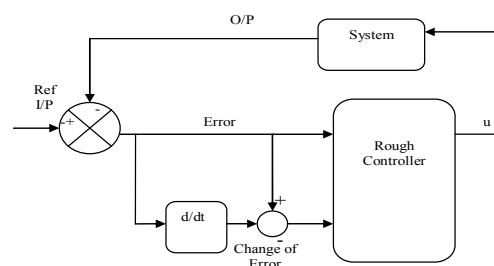 O/P
System
Ref
I/P
-
-+
Error
Rough
Controller
u
d/dt
+
-
Change of
Error